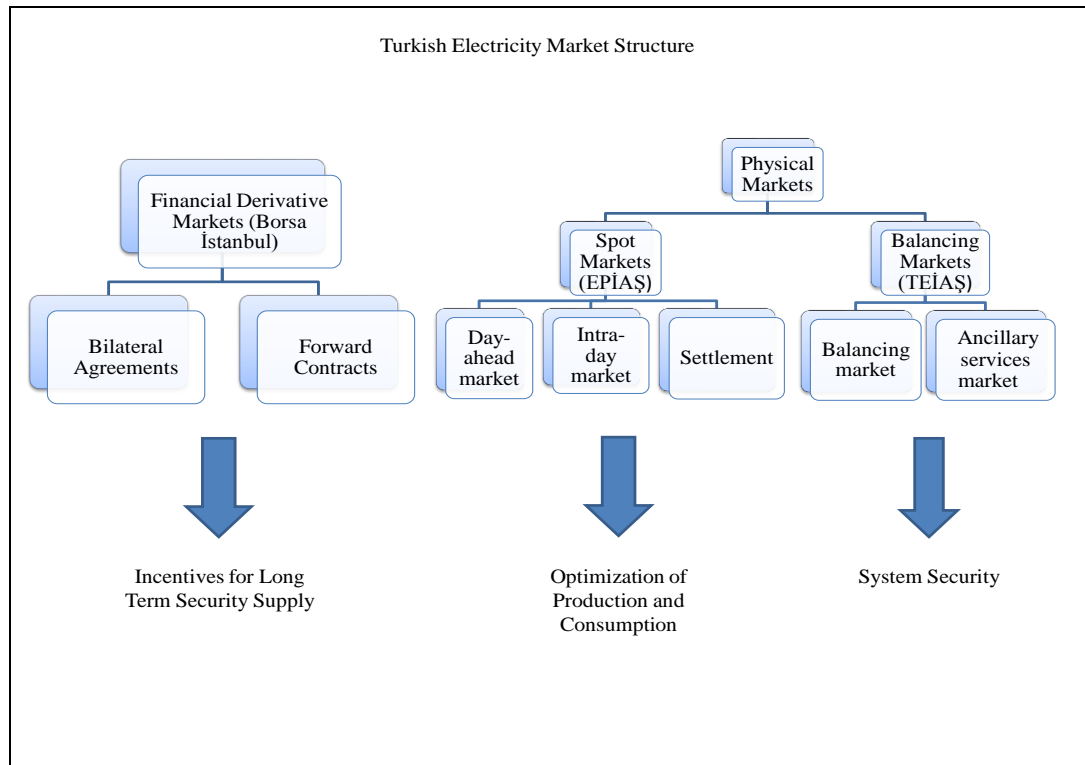 Turkish Electricity Market Structure
Financial Derivative
Markets (Borsa
İstanbul)
Bilateral
Agreements
Forward
Contracts
Incentives for Long
Term Security Supply
Physical
Markets
Spot
Markets
(EPİAŞ)
Day-
ahead
market
Intra-
day
market
Settlement
Optimization of
Production and
Consumption
Balancing
Markets
(TEİAŞ)
Balancing
market
Ancillary
services
market
System Security